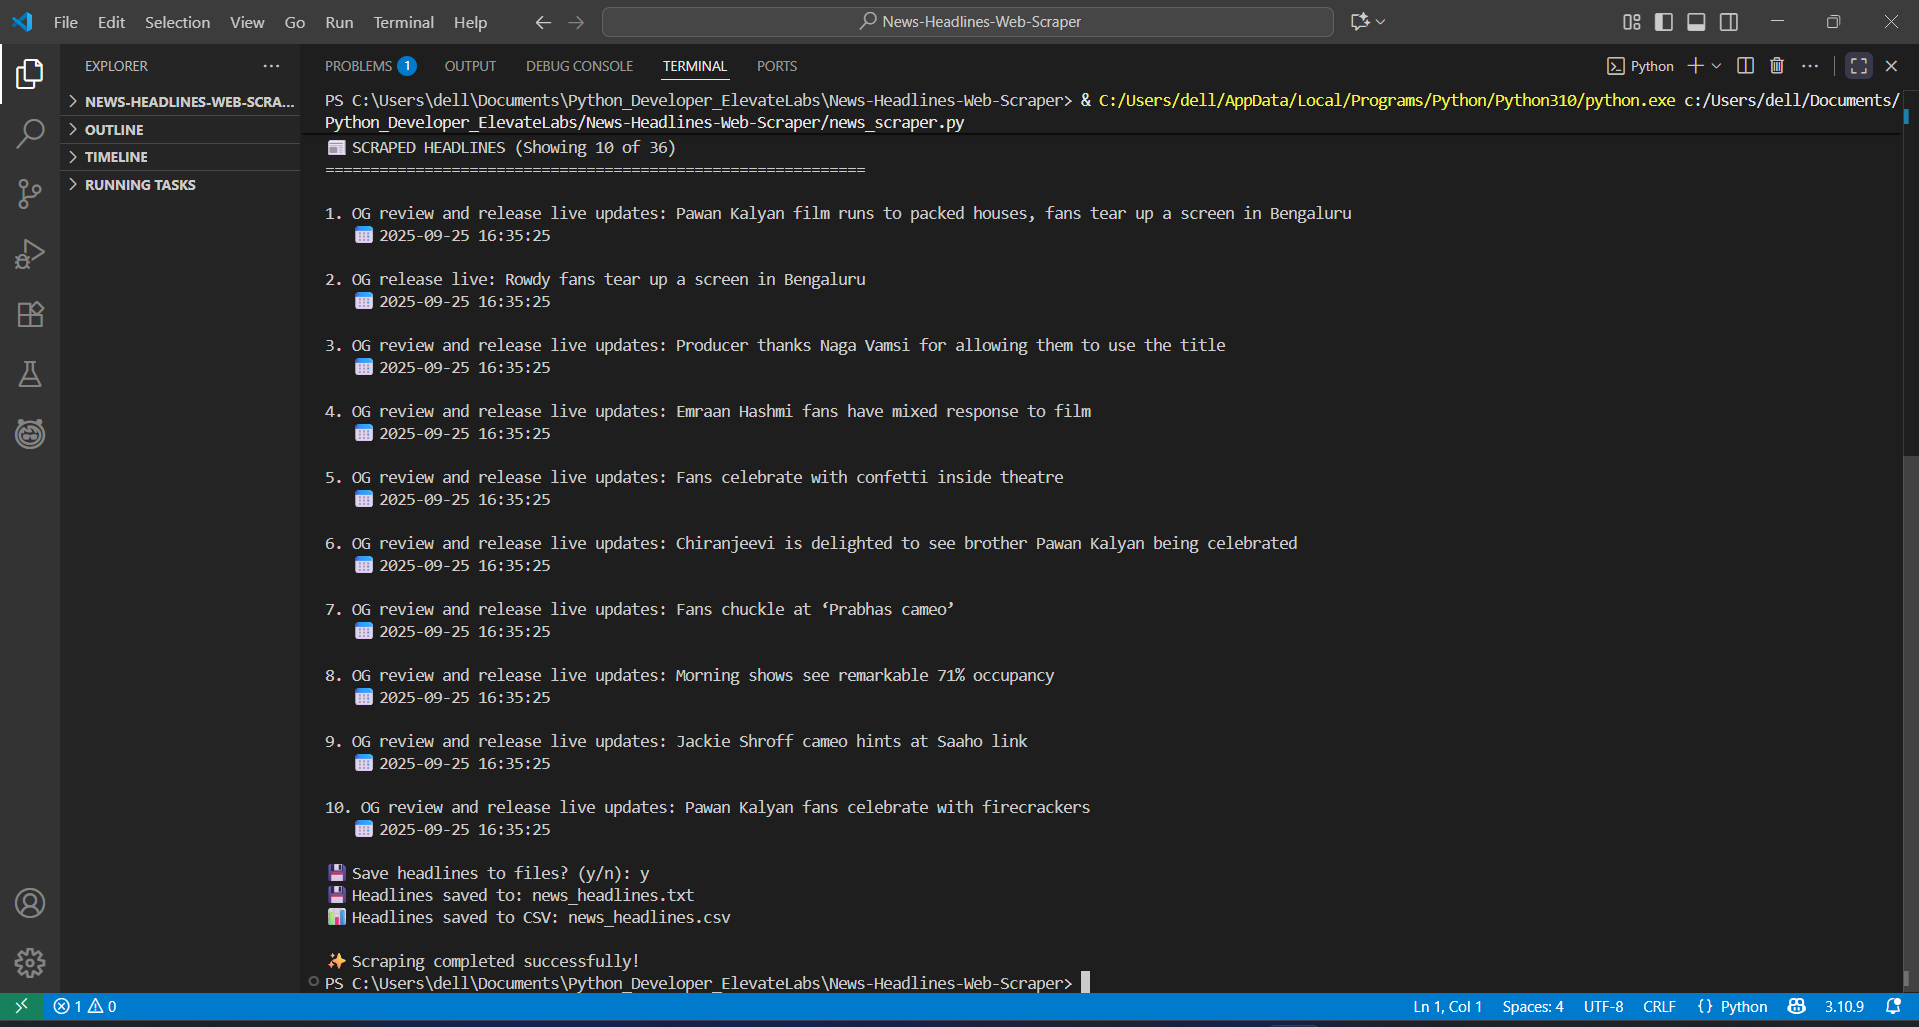 File Edit Selection View Go Run Terminal Help
News-Headlines-Web-Scraper
EXPLORER
NEWS-HEADLINES-WEB-SCRA...
OUTLINE
TIMELINE
RUNNING TASKS
PROBLEMS 1 OUTPUT DEBUG CONSOLE TERMINAL PORTS
Python
PS C:\Users\dell\Documents\Python_Developer_ElevateLabs\News-Headlines-Web-Scraper> & C:/Users/dell/AppData/Local/Programs/Python/Python310/python.exe c:/Users/dell/Documents/
Python_Developer_ElevateLabs/News-Headlines-Web-Scraper/news_scraper.py
SCRAPED HEADLINES (Showing 10 of 36)
============================================================
1. OG review and release live updates: Pawan Kalyan film runs to packed houses, fans tear up a screen in Bengaluru
2025-09-25 16:35:25
2. OG release live: Rowdy fans tear up a screen in Bengaluru
2025-09-25 16:35:25
3. OG review and release live updates: Producer thanks Naga Vamsi for allowing them to use the title
2025-09-25 16:35:25
4. OG review and release live updates: Emraan Hashmi fans have mixed response to film
2025-09-25 16:35:25
5. OG review and release live updates: Fans celebrate with confetti inside theatre
2025-09-25 16:35:25
6. OG review and release live updates: Chiranjeevi is delighted to see brother Pawan Kalyan being celebrated
2025-09-25 16:35:25
7. OG review and release live updates: Fans chuckle at ‘Prabhas cameo’
2025-09-25 16:35:25
8. OG review and release live updates: Morning shows see remarkable 71% occupancy
2025-09-25 16:35:25
9. OG review and release live updates: Jackie Shroff cameo hints at Saaho link
2025-09-25 16:35:25
10. OG review and release live updates: Pawan Kalyan fans celebrate with firecrackers
2025-09-25 16:35:25
Save headlines to files? (y/n): y
Headlines saved to: news_headlines.txt
Headlines saved to CSV: news_headlines.csv
Scraping completed successfully!
PS C:\Users\dell\Documents\Python_Developer_ElevateLabs\News-Headlines-Web-Scraper>
1 0
Ln 1, Col 1 Spaces: 4 UTF-8 CRLF {} Python 3.10.9